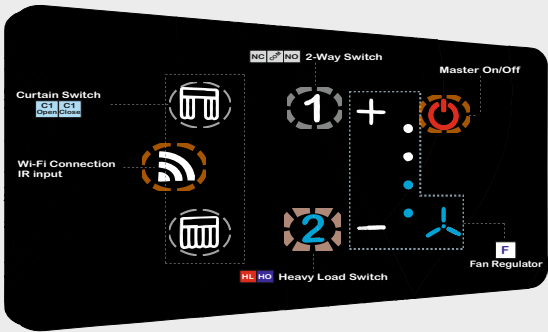 NC COM NO 2-Way Switch
Master On/Off
Curtain Switch
C1 Open C1 Close
1
+
Wi-Fi Connection
IR input
2
−
F
Fan Regulator
HL HO Heavy Load Switch